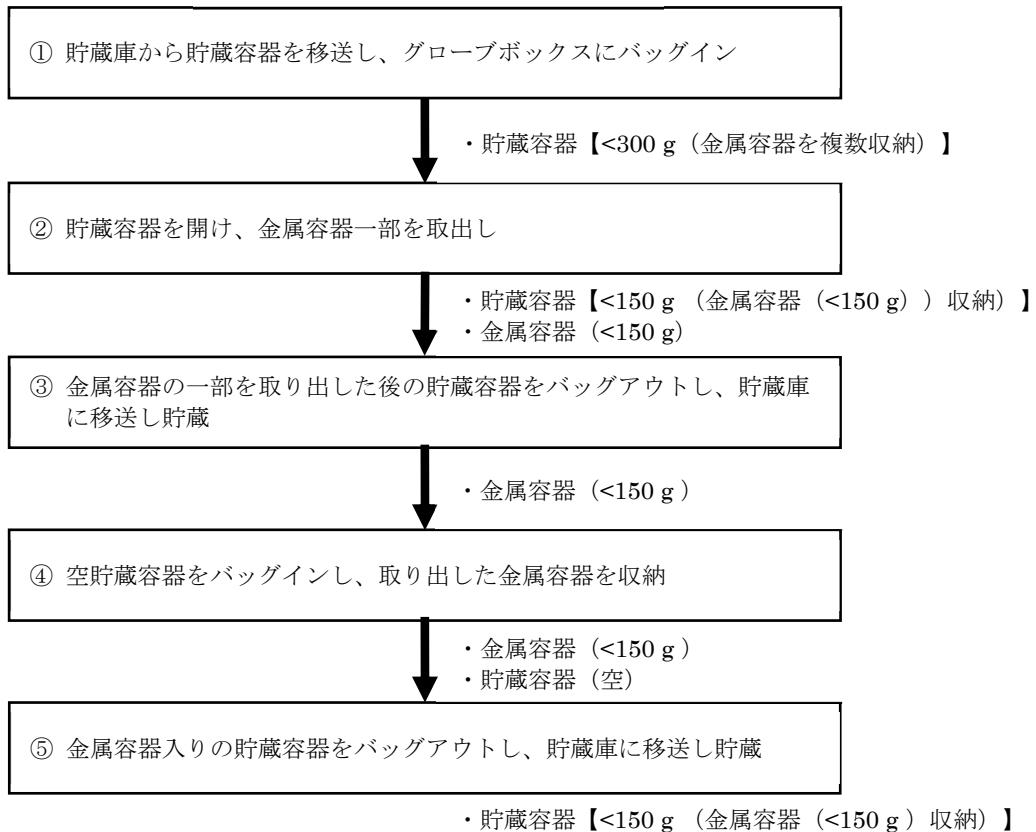 ① 貯蔵庫から貯蔵容器を移送し、グローブボックスにバッグイン
・貯蔵容器【<300 g（金属容器を複数収納）】
② 貯蔵容器を開け、金属容器一部を取出し
・貯蔵容器【<150 g （金属容器（<150 g））収納）】
・金属容器（<150 g）
③ 金属容器の一部を取り出した後の貯蔵容器をバッグアウトし、貯蔵庫
に移送し貯蔵
・金属容器（<150 g ）
④ 空貯蔵容器をバッグインし、取り出した金属容器を収納
・金属容器（<150 g ）
・貯蔵容器（空）
⑤ 金属容器入りの貯蔵容器をバッグアウトし、貯蔵庫に移送し貯蔵
・貯蔵容器【<150 g （金属容器（<150 g ）収納）】